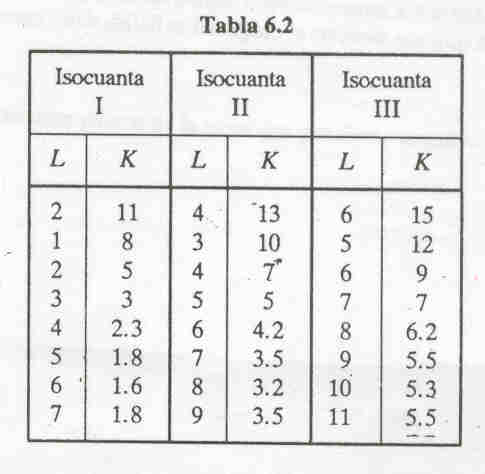 Tabla 6.2
Isocuanta I Isocuanta II Isocuanta III
L K L K L K
2 11 4 13 6 15
1 8 3 10 5 12
2 5 4 7 6 9
3 3 5 5 7 7
4 2.3 6 4.2 8 6.2
5 1.8 7 3.5 9 5.5
6 1.6 8 3.2 10 5.3
7 1.8 9 3.5 11 5.5